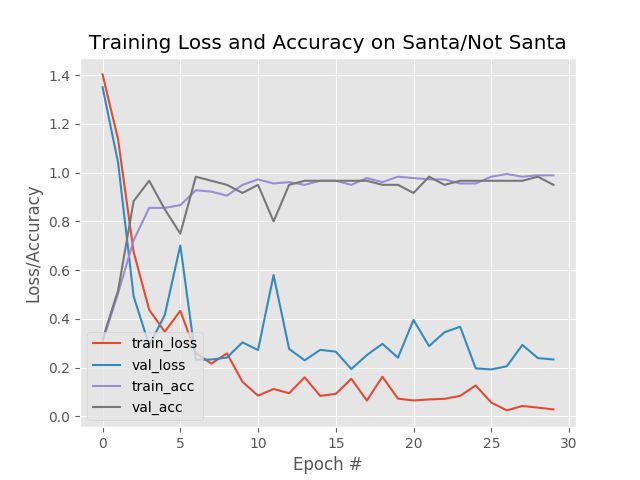 Training Loss and Accuracy on Santa/Not Santa
Loss/Accuracy
1.4
1.2
1.0
0.8
0.6
0.4
0.2
0.0
train_loss
val_loss
train_acc
val_acc
0 5 10 15 20 25 30
Epoch #